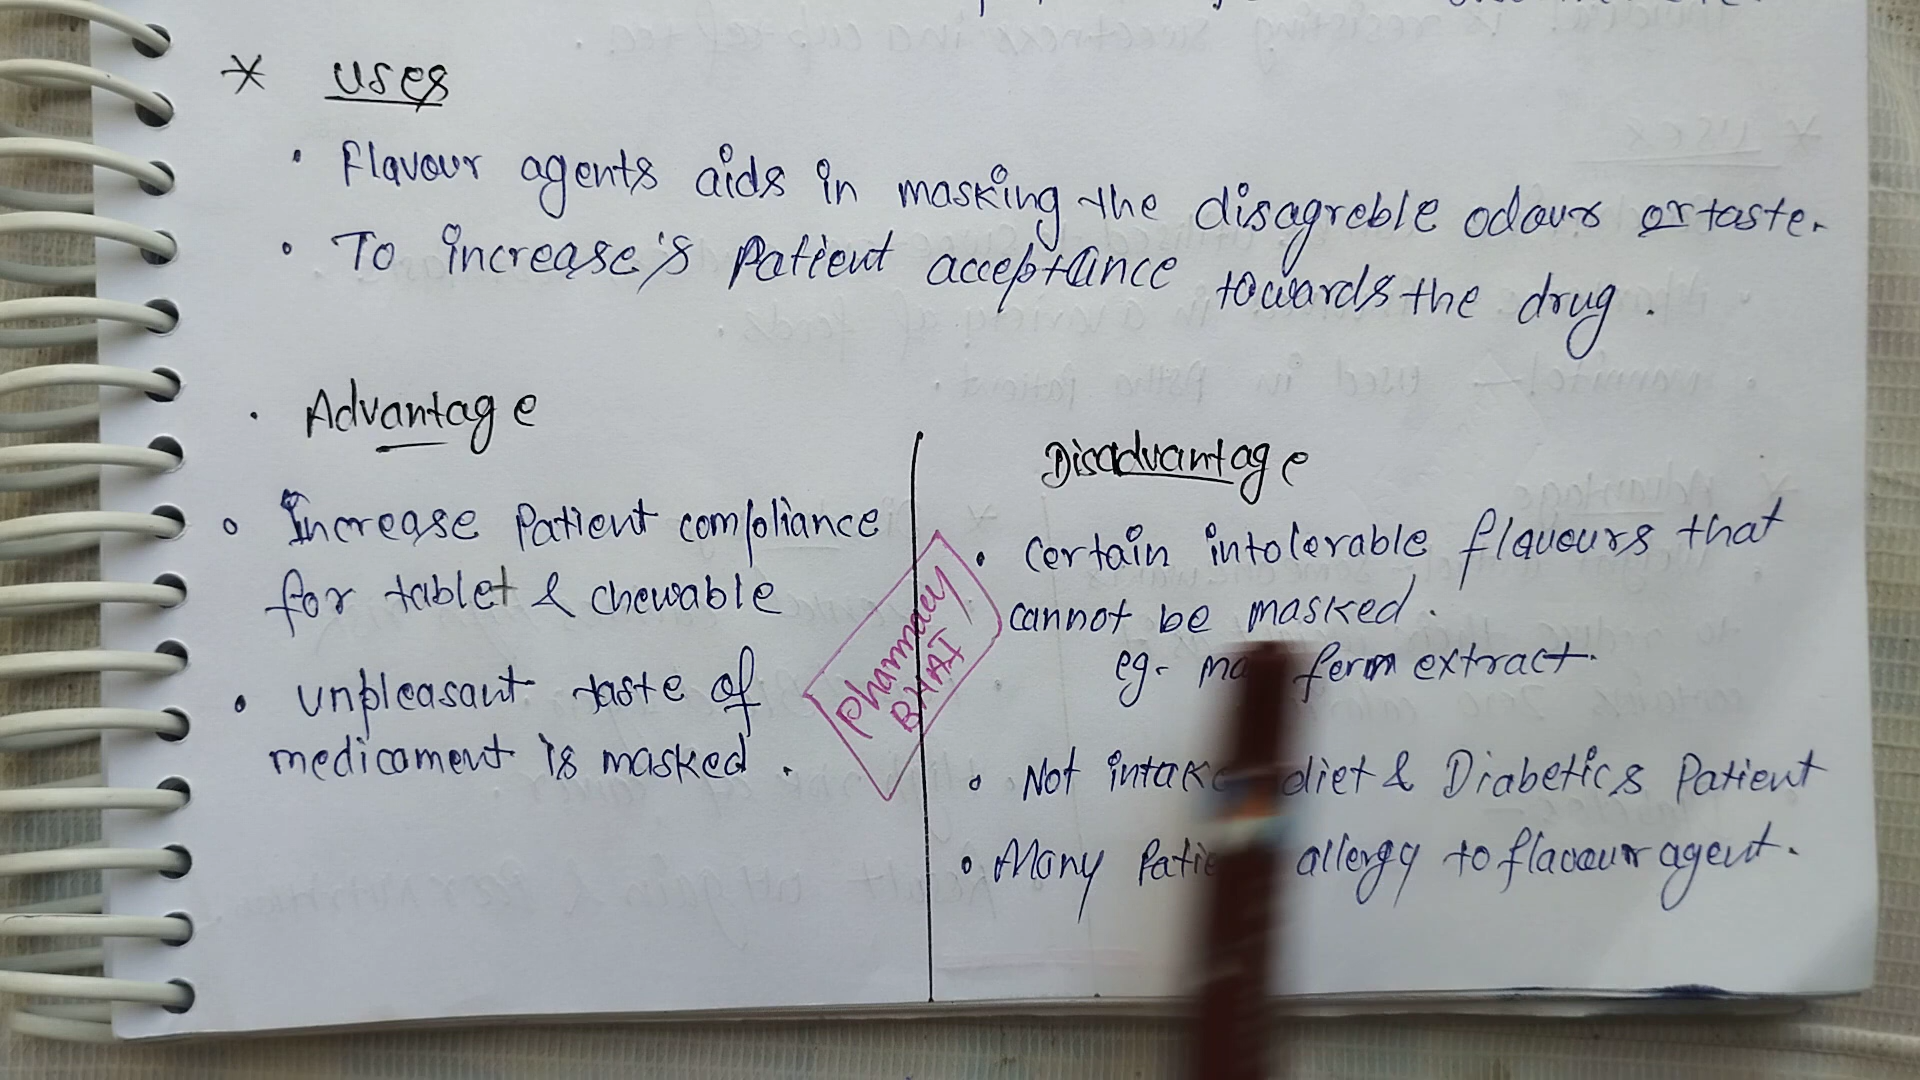 * uses
• Flavour agents aids in masking the disagreble odours or taste.
• To increase's Patient acceptance towards the drug.
• Advantage
• Increase Patient compliance
for tablet & chewable
• unpleasant taste of
medicament is masked.
Pharmacy
BHAI
Disadvantage
• Certain intolerable flavours that
cannot be masked.
eg- ferm extract.
• Not diet & Diabetics Patient
• Many allergy to flavour agent.